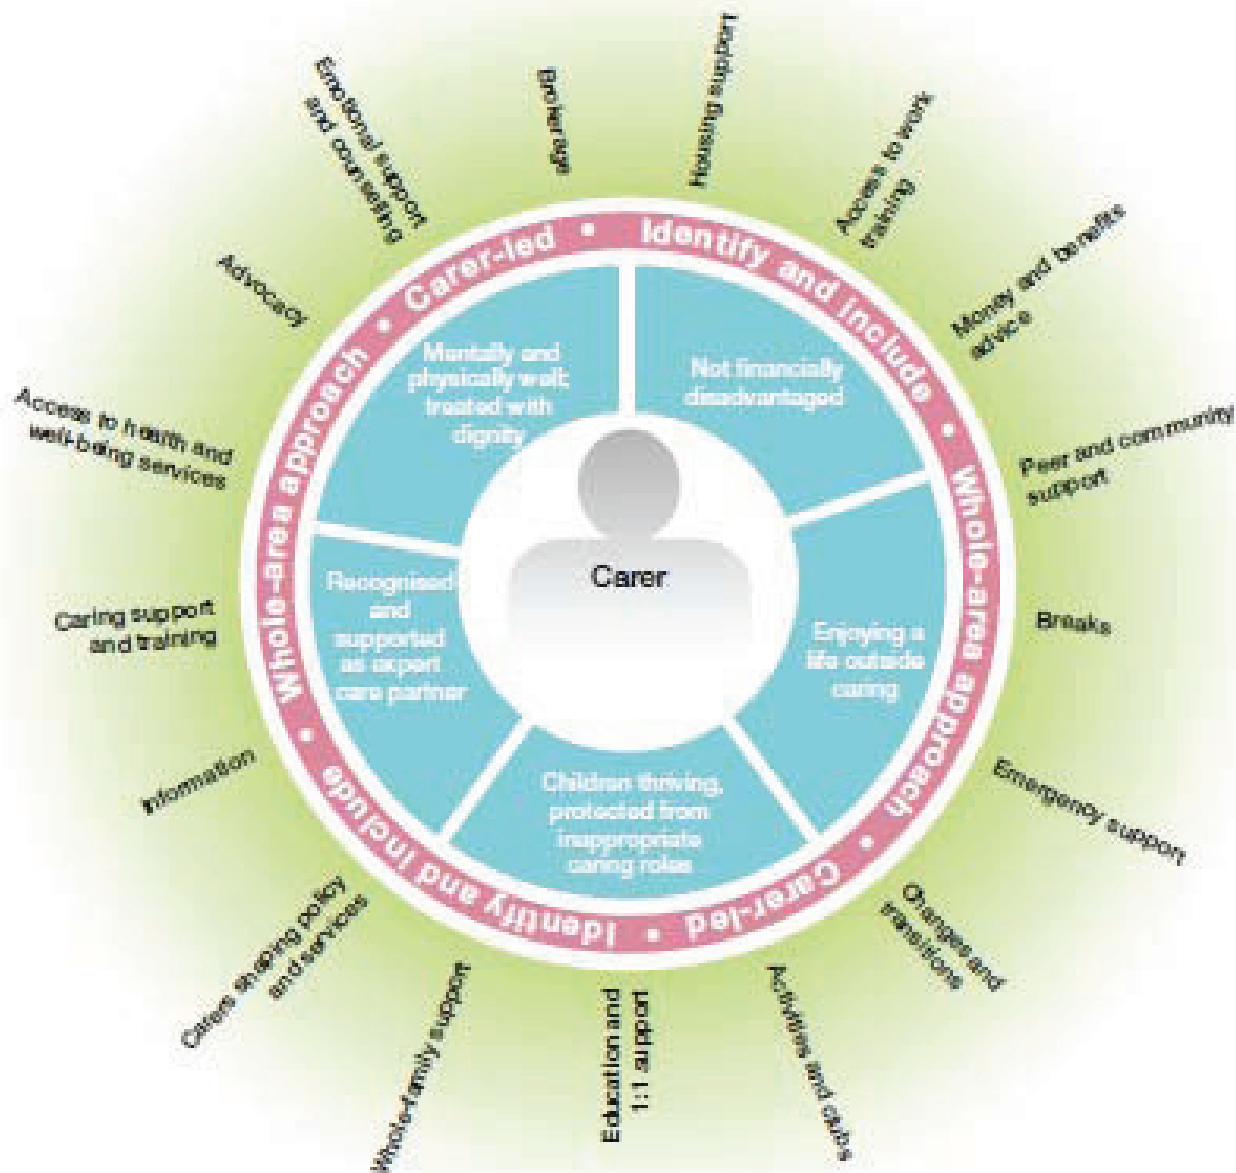 Housing support
Access to work
training
Money and benefits
advice
Peer and community
support
Breaks
Emergency support
Changes and
transitions
Activities and clubs
Education and
1:1 support
Whole-family support
Carers shaping policy
and services
Information
Caring support
and training
Access to health and
well-being services
Advocacy
Emotional support
and counselling
Brokerage
Identify and include • Whole-area approach • Carer-led • Identify and include • Whole-area approach • Carer-led •
Mentally and
physically well;
treated with
dignity
Not financially
disadvantaged
Enjoying a
life outside
caring
Children thriving,
protected from
inappropriate
caring roles
Recognised
and
supported
as expert
care partner
Carer